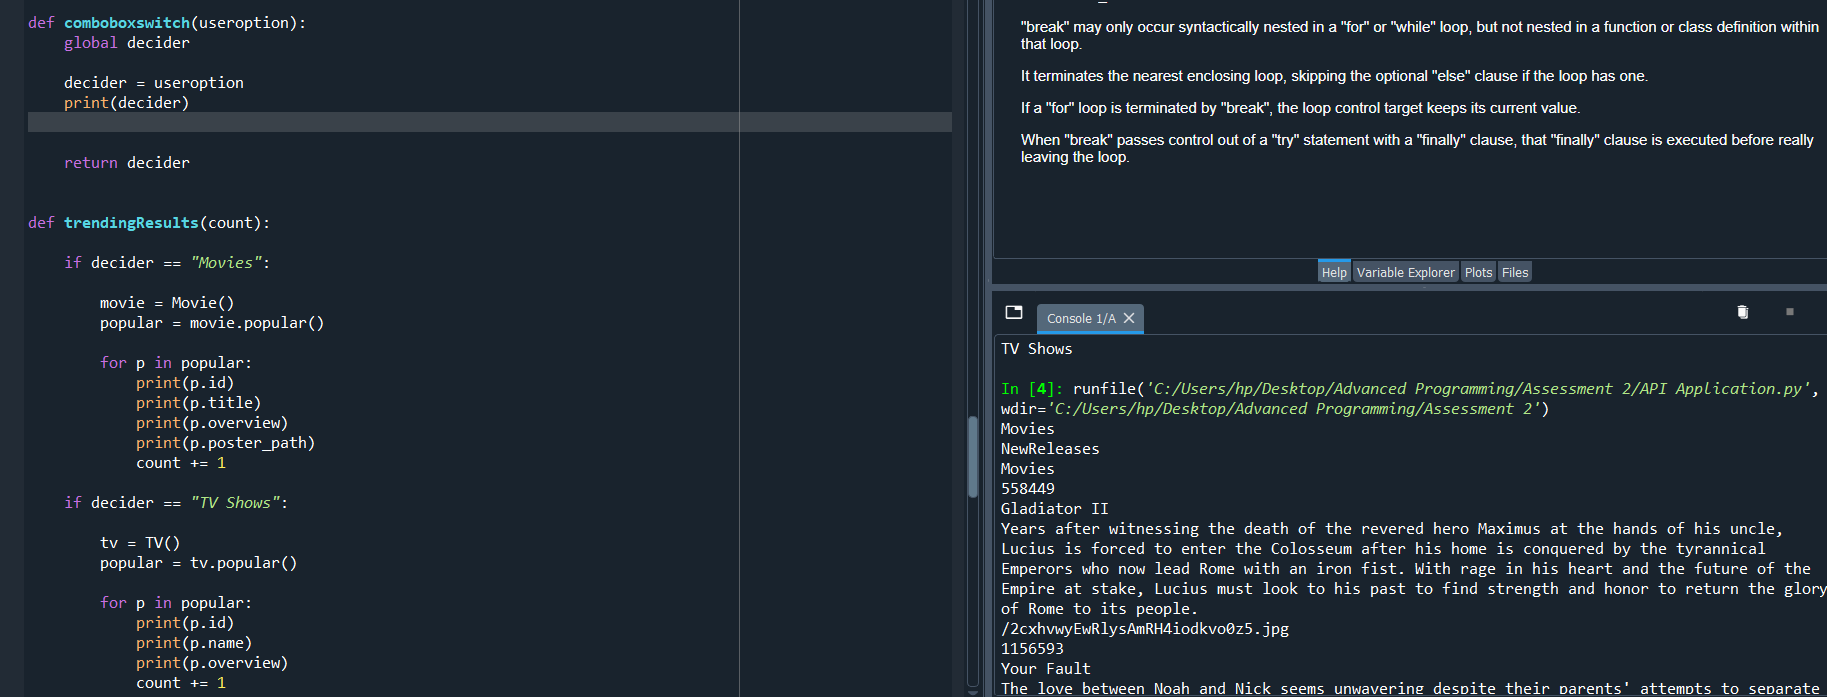 def comboboxswitch(useroption):
global decider
decider = useroption
print(decider)
return decider
def trendingResults(count):
if decider == "Movies":
movie = Movie()
popular = movie.popular()
for p in popular:
print(p.id)
print(p.title)
print(p.overview)
print(p.poster_path)
count += 1
if decider == "TV Shows":
tv = TV()
popular = tv.popular()
for p in popular:
print(p.id)
print(p.name)
print(p.overview)
count += 1
"break" may only occur syntactically nested in a "for" or "while" loop, but not nested in a function or class definition within
that loop.
It terminates the nearest enclosing loop, skipping the optional "else" clause if the loop has one.
If a "for" loop is terminated by "break", the loop control target keeps its current value.
When "break" passes control out of a "try" statement with a "finally" clause, that "finally" clause is executed before really
leaving the loop.
Help Variable Explorer Plots Files
Console 1/A
TV Shows
In [4]: runfile('C:/Users/hp/Desktop/Advanced Programming/Assessment 2/API Application.py',
wdir='C:/Users/hp/Desktop/Advanced Programming/Assessment 2')
Movies
NewReleases
Movies
558449
Gladiator II
Years after witnessing the death of the revered hero Maximus at the hands of his uncle,
Lucius is forced to enter the Colosseum after his home is conquered by the tyrannical
Emperors who now lead Rome with an iron fist. With rage in his heart and the future of the
Empire at stake, Lucius must look to his past to find strength and honor to return the glory
of Rome to its people.
/2cxhvwyEwRlysAmRH4iodkvo0z5.jpg
1156593
Your Fault
The love between Noah and Nick seems unwavering despite their parents' attempts to separate